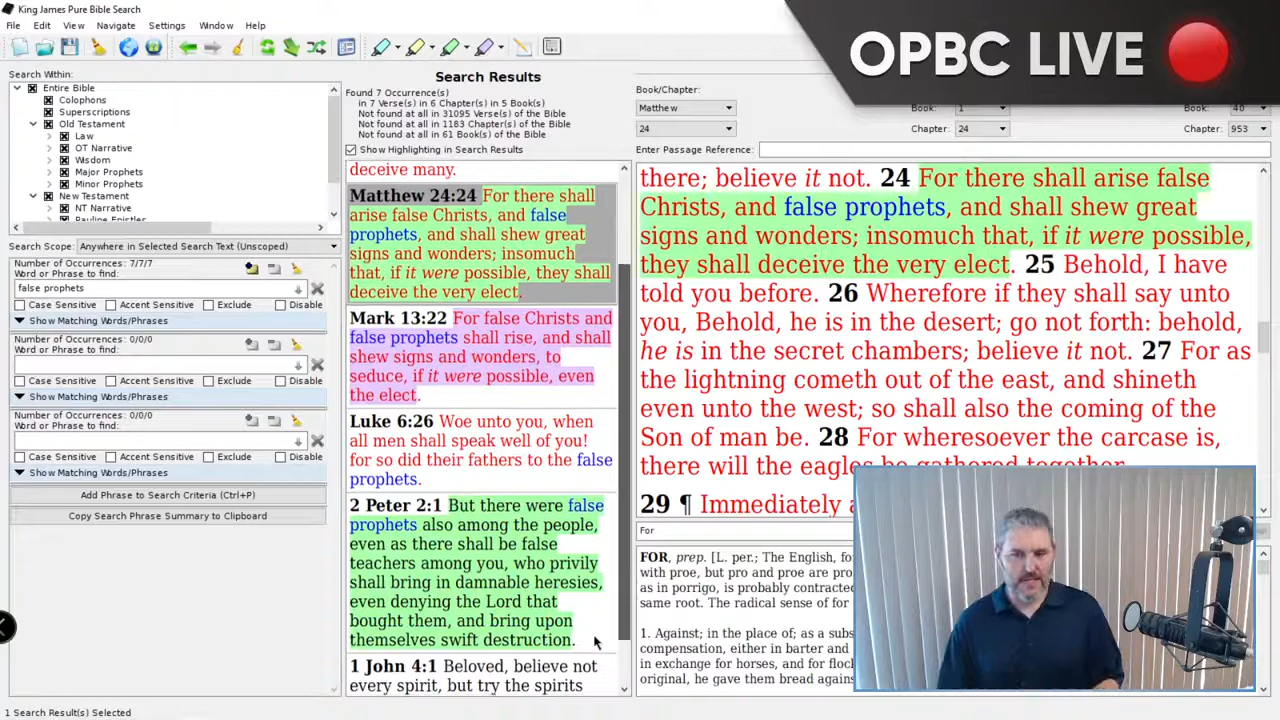 King James Pure Bible Search
File Edit View Navigate Settings Window Help
OPBC LIVE
Search Within:
Entire Bible
Colophons
Superscriptions
Old Testament
Law
OT Narrative
Wisdom
Major Prophets
Minor Prophets
New Testament
NT Narrative
Pauline Epistles
Search Scope: Anywhere in Selected Search Text (Unscoped)
Number of Occurrences: 7/7/7
Word or Phrase to find:
false prophets
Case Sensitive Accent Sensitive Exclude Disable
Show Matching Words/Phrases
Number of Occurrences: 0/0/0
Word or Phrase to find:
Case Sensitive Accent Sensitive Exclude Disable
Show Matching Words/Phrases
Number of Occurrences: 0/0/0
Word or Phrase to find:
Case Sensitive Accent Sensitive Exclude Disable
Show Matching Words/Phrases
Add Phrase to Search Criteria (Ctrl+P)
Copy Search Phrase Summary to Clipboard
1 Search Result(s) Selected
Search Results
Found 7 Occurrence(s)
in 7 Verse(s) in 6 Chapter(s) in 5 Book(s)
Not found at all in 31095 Verse(s) of the Bible
Not found at all in 1183 Chapter(s) of the Bible
Not found at all in 61 Book(s) of the Bible
Show Highlighting in Search Results
deceive many.
Matthew 24:24 For there shall
arise false Christs, and false
prophets, and shall shew great
signs and wonders; insomuch
that, if it were possible, they shall
deceive the very elect.
Mark 13:22 For false Christs and
false prophets shall rise, and shall
shew signs and wonders, to
seduce, if it were possible, even
the elect.
Luke 6:26 Woe unto you, when
all men shall speak well of you!
for so did their fathers to the false
prophets.
2 Peter 2:1 But there were false
prophets also among the people,
even as there shall be false
teachers among you, who privily
shall bring in damnable heresies,
even denying the Lord that
bought them, and bring upon
themselves swift destruction.
1 John 4:1 Beloved, believe not
every spirit, but try the spirits
Book/Chapter:
Matthew Book: 1 Book: 40
24 Chapter: 24 Chapter: 953
Enter Passage Reference:
there; believe it not. 24 For there shall arise false
Christs, and false prophets, and shall shew great
signs and wonders; insomuch that, if it were possible,
they shall deceive the very elect. 25 Behold, I have
told you before. 26 Wherefore if they shall say unto
you, Behold, he is in the desert; go not forth: behold,
he is in the secret chambers; believe it not. 27 For as
the lightning cometh out of the east, and shineth
even unto the west; so shall also the coming of the
Son of man be. 28 For wheresoever the carcase is,
there will the eagles be gathered together.
29 ¶ Immediately
For
FOR, prep. [L. per.; The English, fo
with proe, but pro and proe are pro
as in porrigo, is probably contracted
same root. The radical sense of for
1. Against; in the place of; as a subs
compensation, either in barter and
in exchange for horses, and for floc
original, he gave them bread agains